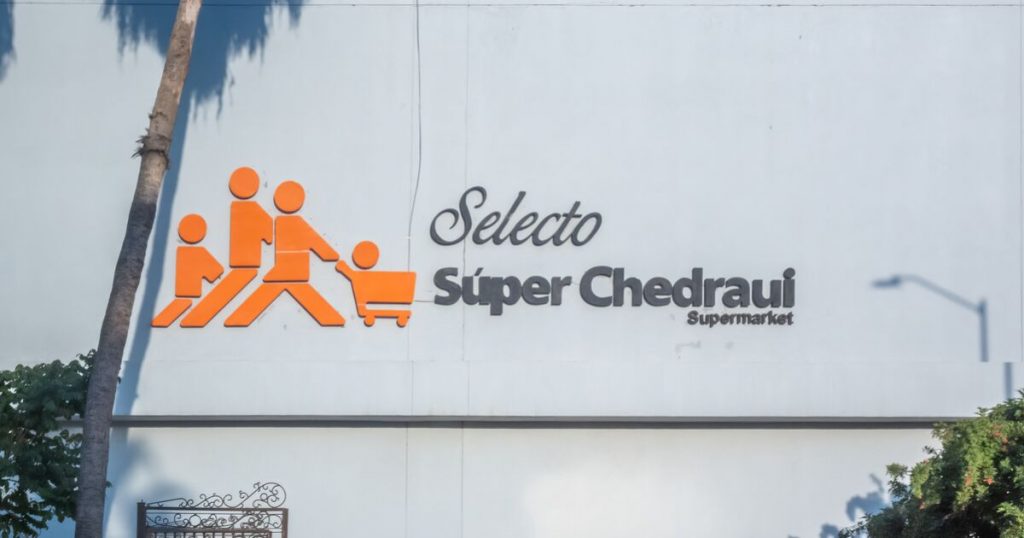 Selecto
Súper Chedraui
Supermarket